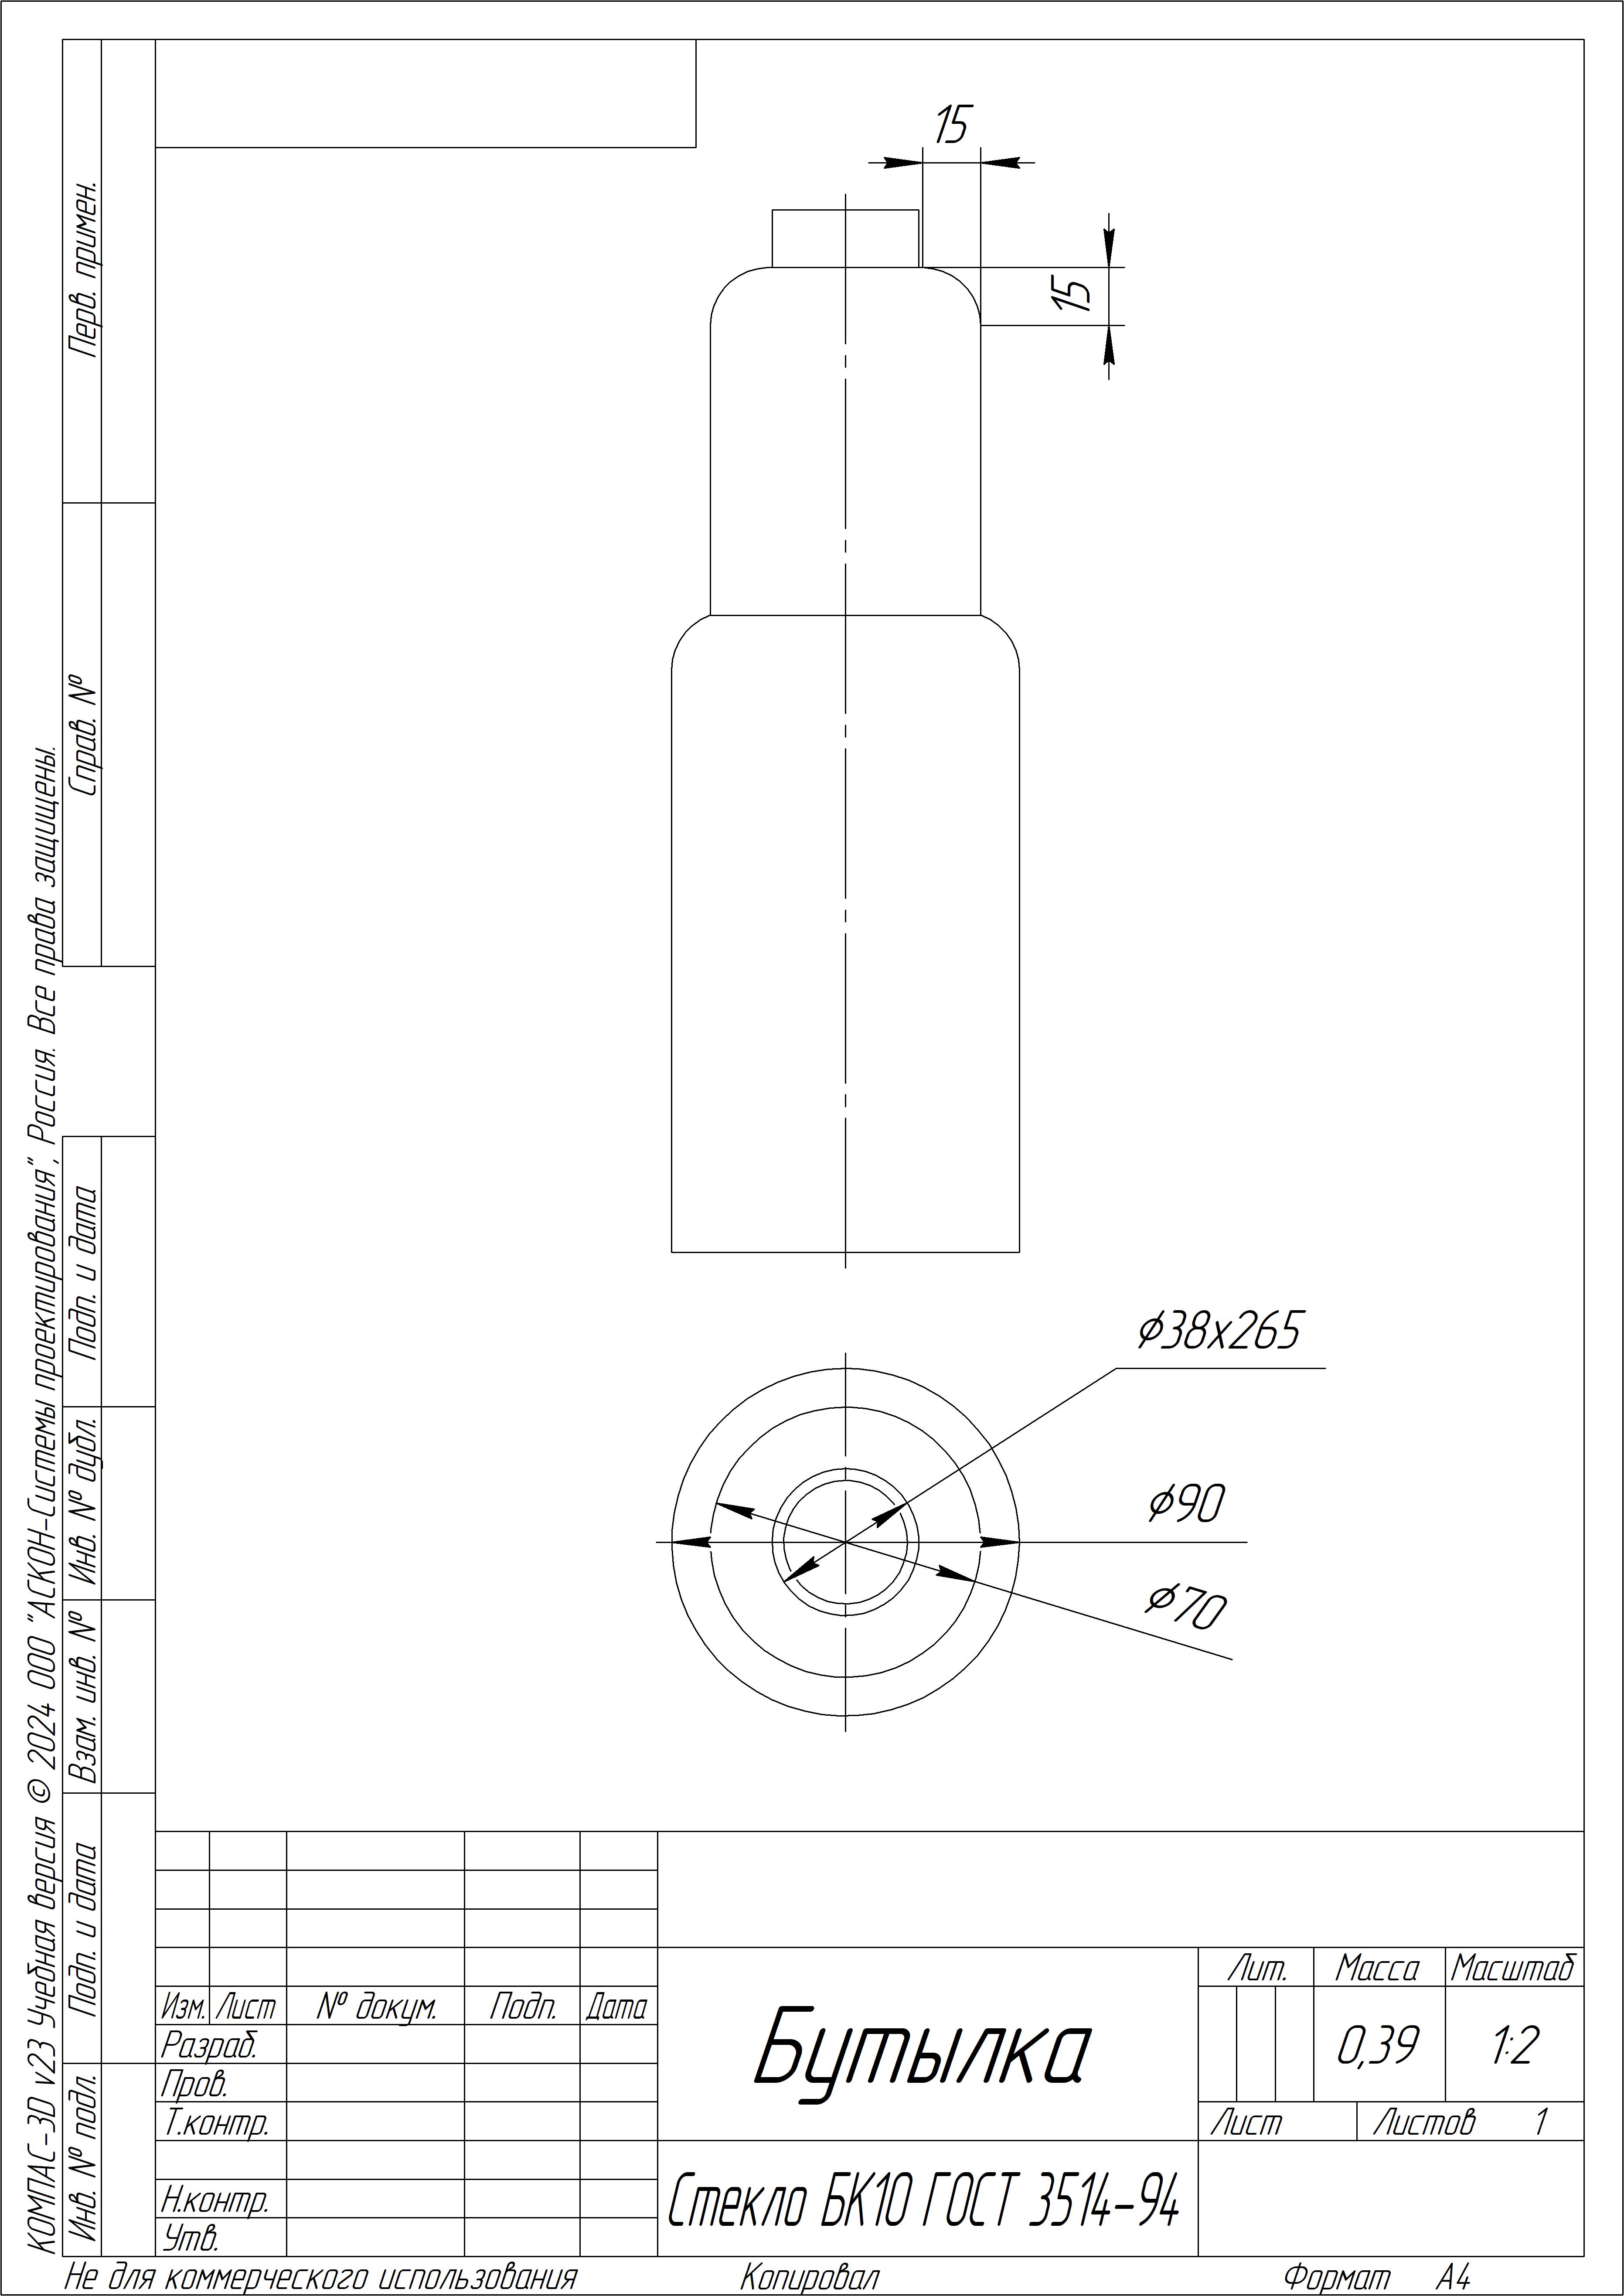 15
15
⌀38x265
⌀90
⌀70
Перв. примен.
Справ. №
Подп. и дата
Инв. № дубл.
Взам. инв. №
Подп. и дата
Инв. № подл.
КОМПАС-3D v23 Учебная версия © 2024 ООО "АСКОН-Системы проектирования", Россия. Все права защищены.
Изм. Лист № докум. Подп. Дата
Разраб.
Пров.
Т.контр.
Н.контр.
Утв.
Бутылка
Стекло БК10 ГОСТ 3514-94
Лит. Масса Масштаб
0,39 1:2
Лист Листов 1
Не для коммерческого использования Копировал Формат А4